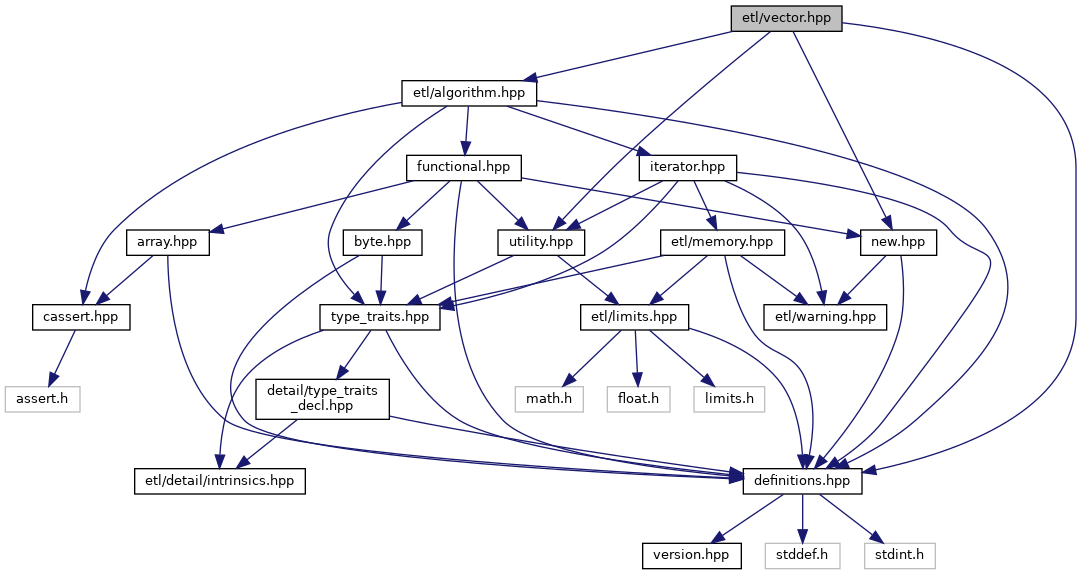 etl/vector.hpp
etl/algorithm.hpp
functional.hpp
iterator.hpp
array.hpp
byte.hpp
utility.hpp
etl/memory.hpp
new.hpp
cassert.hpp
type_traits.hpp
etl/limits.hpp
etl/warning.hpp
assert.h
detail/type_traits
_decl.hpp
math.h
float.h
limits.h
etl/detail/intrinsics.hpp
definitions.hpp
version.hpp
stddef.h
stdint.h